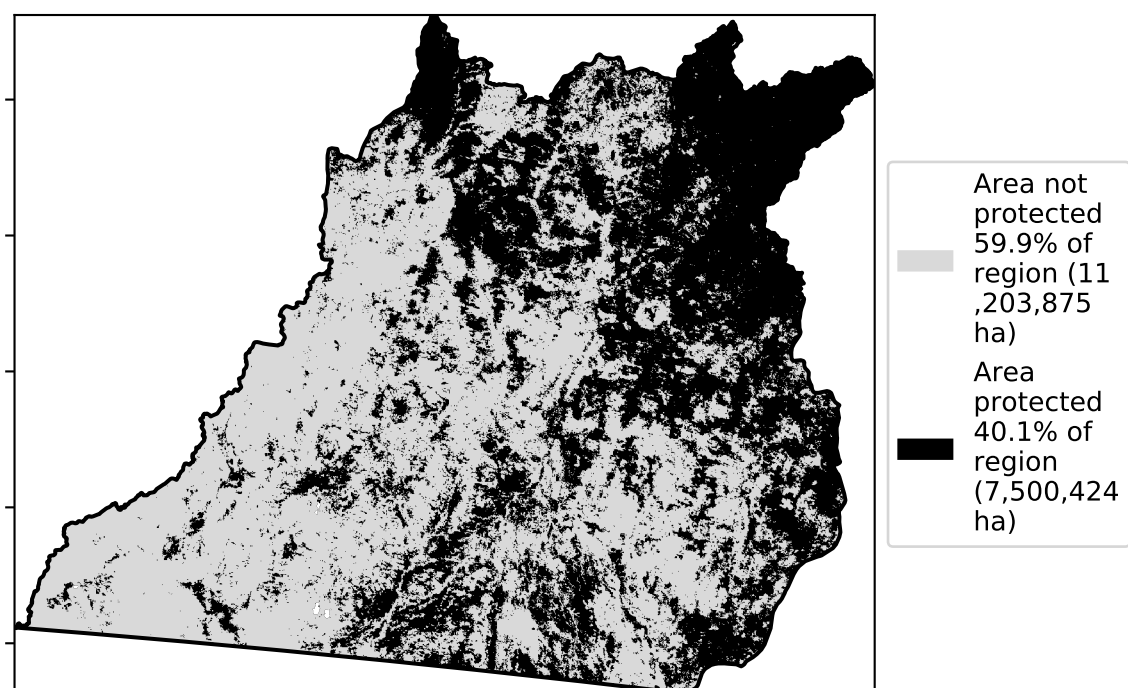 Area not
protected
59.9% of
region (11
,203,875
ha)
Area
protected
40.1% of
region
(7,500,424
ha)